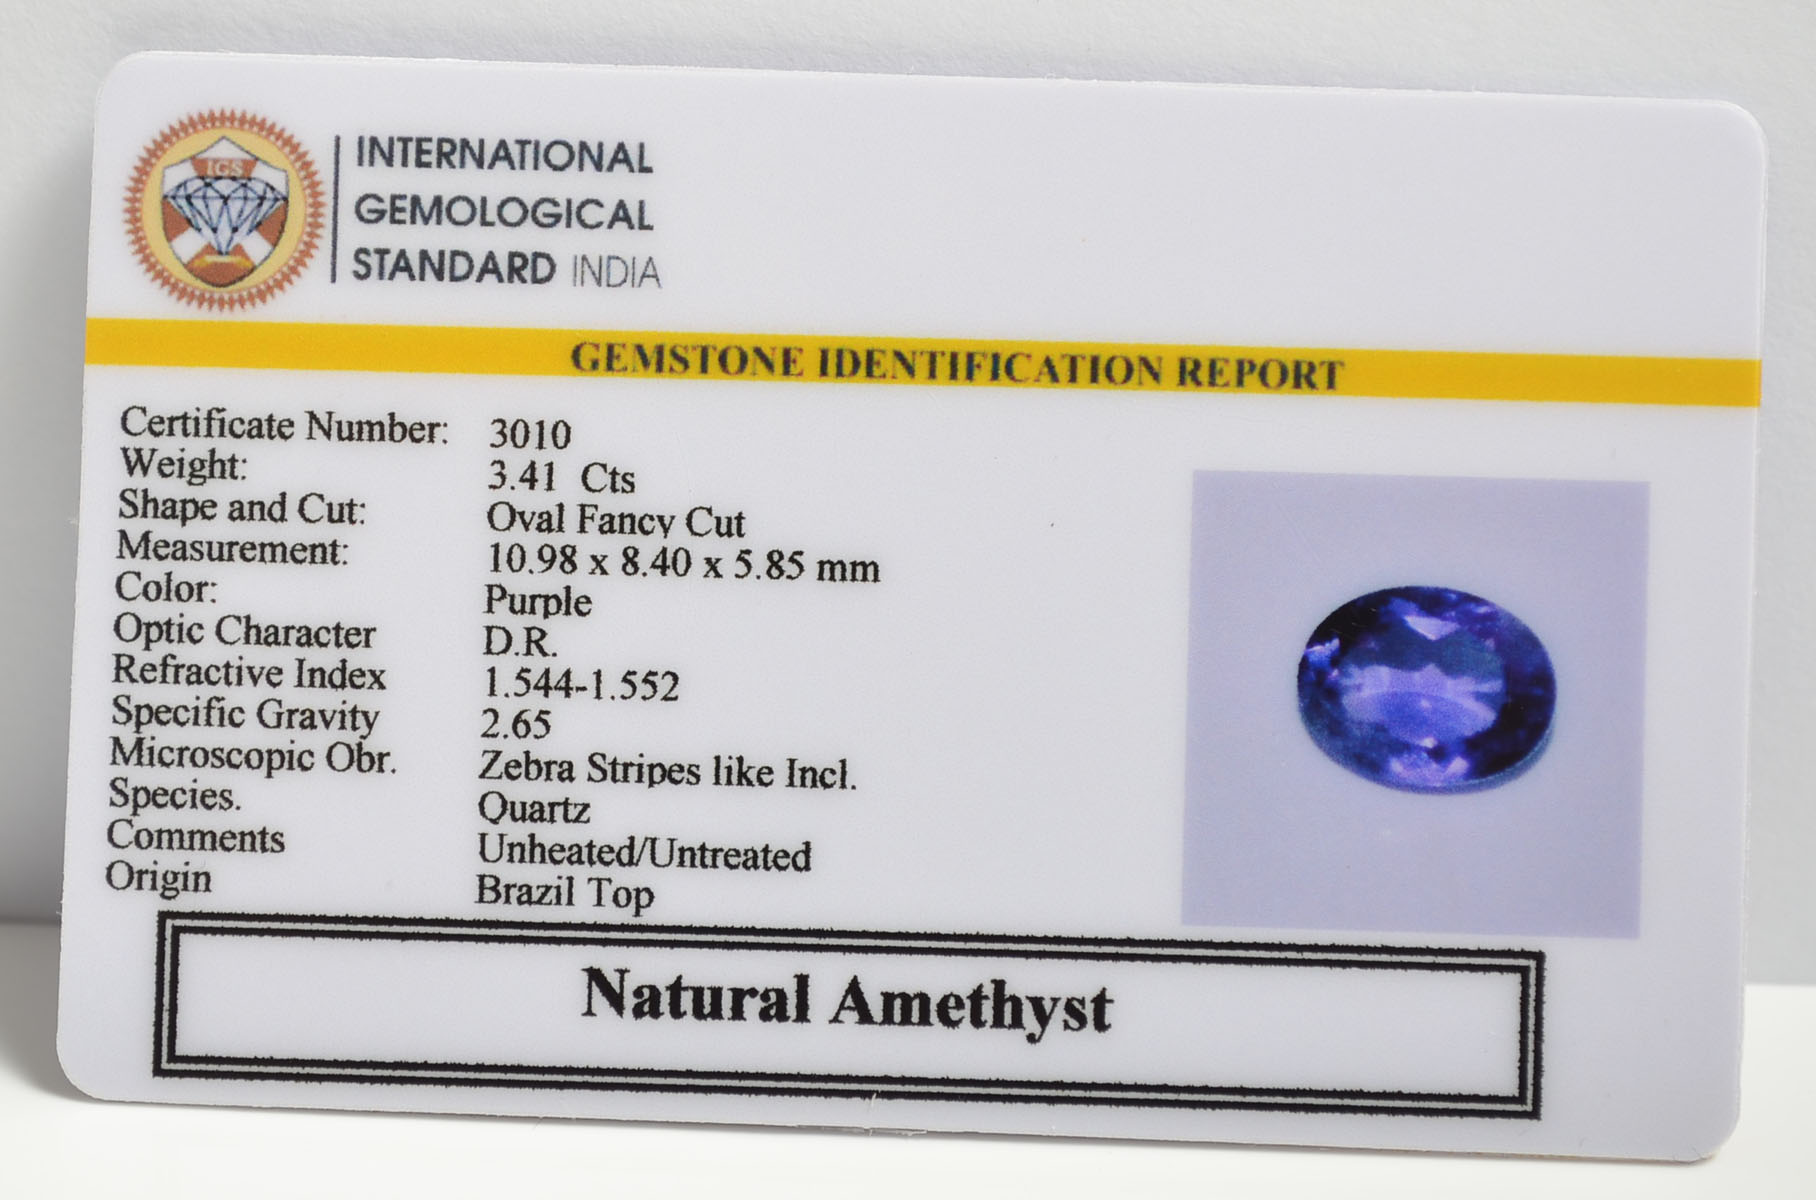 IGS
INTERNATIONAL
GEMOLOGICAL
STANDARD INDIA
GEMSTONE IDENTIFICATION REPORT
Certificate Number: 3010
Weight: 3.41 Cts
Shape and Cut: Oval Fancy Cut
Measurement: 10.98 x 8.40 x 5.85 mm
Color: Purple
Optic Character D.R.
Refractive Index 1.544-1.552
Specific Gravity 2.65
Microscopic Obr. Zebra Stripes like Incl.
Species. Quartz
Comments Unheated/Untreated
Origin Brazil Top
Natural Amethyst